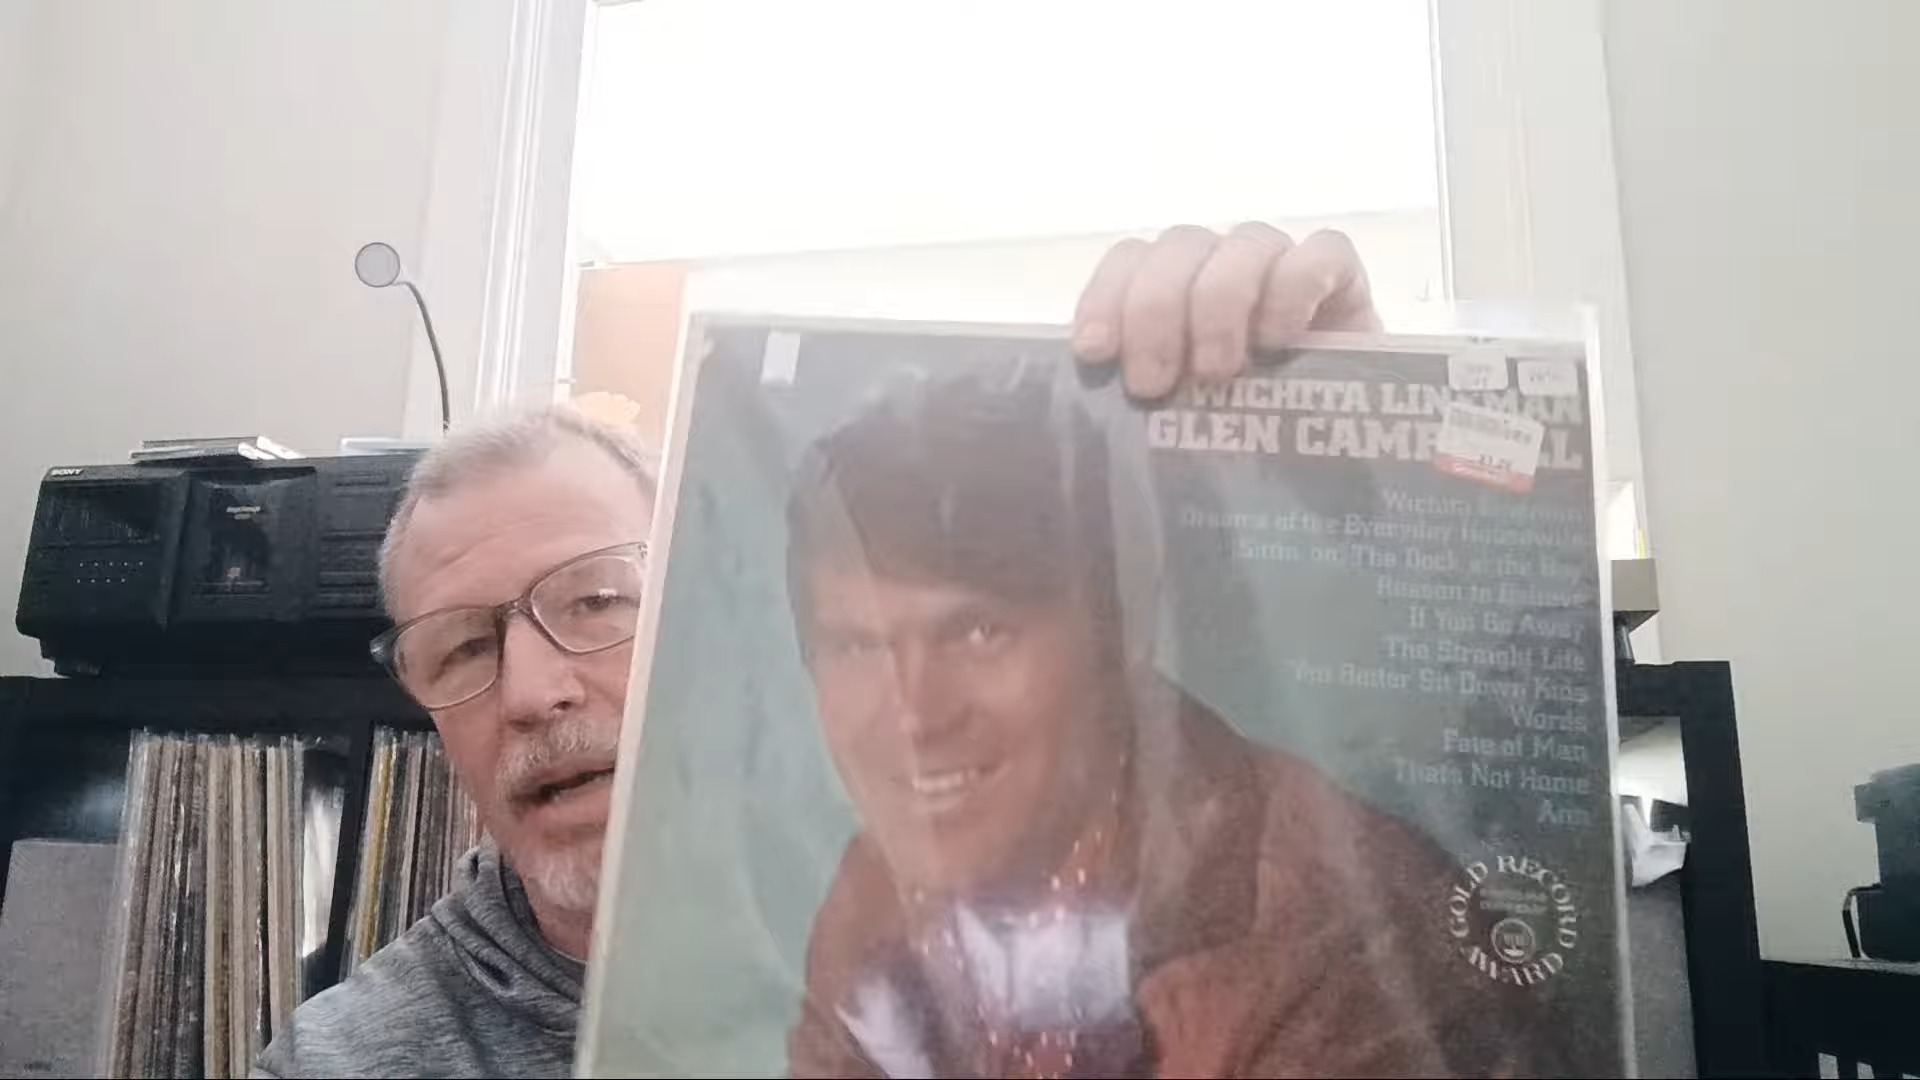 SONY
WICHITA LINEMAN
GLEN CAMPBELL
Wichita Lineman
Dreams of the Everyday Housewife
Sittin on The Dock of the Bay
Reason to Believe
If You Go Away
The Straight Life
You Better Sit Down Kids
Words
Fate of Man
That's Not Home
Ann
GOLD RECORD
AWARD